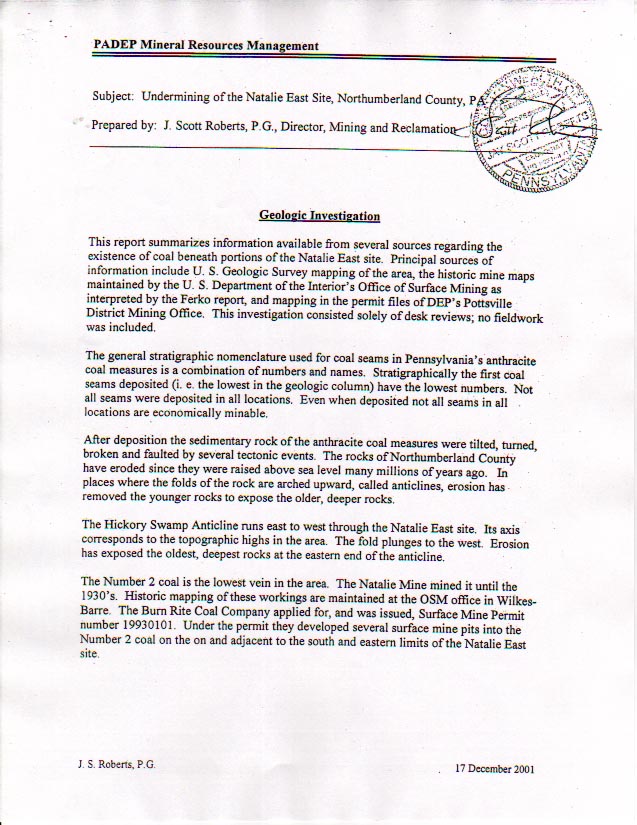 PADEP Mineral Resources Management
Subject: Undermining of the Natalie East Site, Northumberland County, PA
Prepared by: J. Scott Roberts, P.G., Director, Mining and Reclamation
PENNSYLVANIA
Geologic Investigation
This report summarizes information available from several sources regarding the
existence of coal beneath portions of the Natalie East site. Principal sources of
information include U. S. Geologic Survey mapping of the area, the historic mine maps
maintained by the U. S. Department of the Interior's Office of Surface Mining as
interpreted by the Ferko report, and mapping in the permit files of DEP's Pottsville
District Mining Office. This investigation consisted solely of desk reviews; no fieldwork
was included.
The general stratigraphic nomenclature used for coal seams in Pennsylvania's anthracite
coal measures is a combination of numbers and names. Stratigraphically the first coal
seams deposited (i. e. the lowest in the geologic column) have the lowest numbers. Not
all seams were deposited in all locations. Even when deposited not all seams in all
locations are economically minable.
After deposition the sedimentary rock of the anthracite coal measures were tilted, turned,
broken and faulted by several tectonic events. The rocks of Northumberland County
have eroded since they were raised above sea level many millions of years ago. In
places where the folds of the rock are arched upward, called anticlines, erosion has
removed the younger rocks to expose the older, deeper rocks.
The Hickory Swamp Anticline runs east to west through the Natalie East site. Its axis
corresponds to the topographic highs in the area. The fold plunges to the west. Erosion
has exposed the oldest, deepest rocks at the eastern end of the anticline.
The Number 2 coal is the lowest vein in the area. The Natalie Mine mined it until the
1930's. Historic mapping of these workings are maintained at the OSM office in Wilkes-
Barre. The Burn Rite Coal Company applied for, and was issued, Surface Mine Permit
number 19930101. Under the permit they developed several surface mine pits into the
Number 2 coal on the on and adjacent to the south and eastern limits of the Natalie East
site.
J. S. Roberts, P.G.
17 December 2001